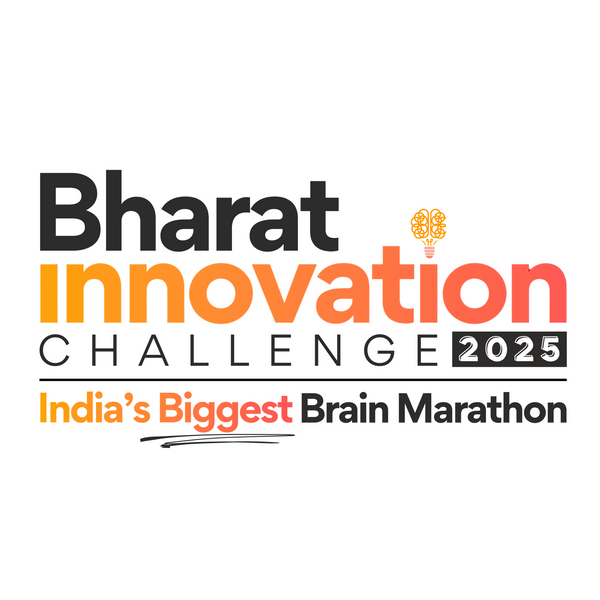 Bharat
innovation
CHALLENGE 2025
India's Biggest Brain Marathon